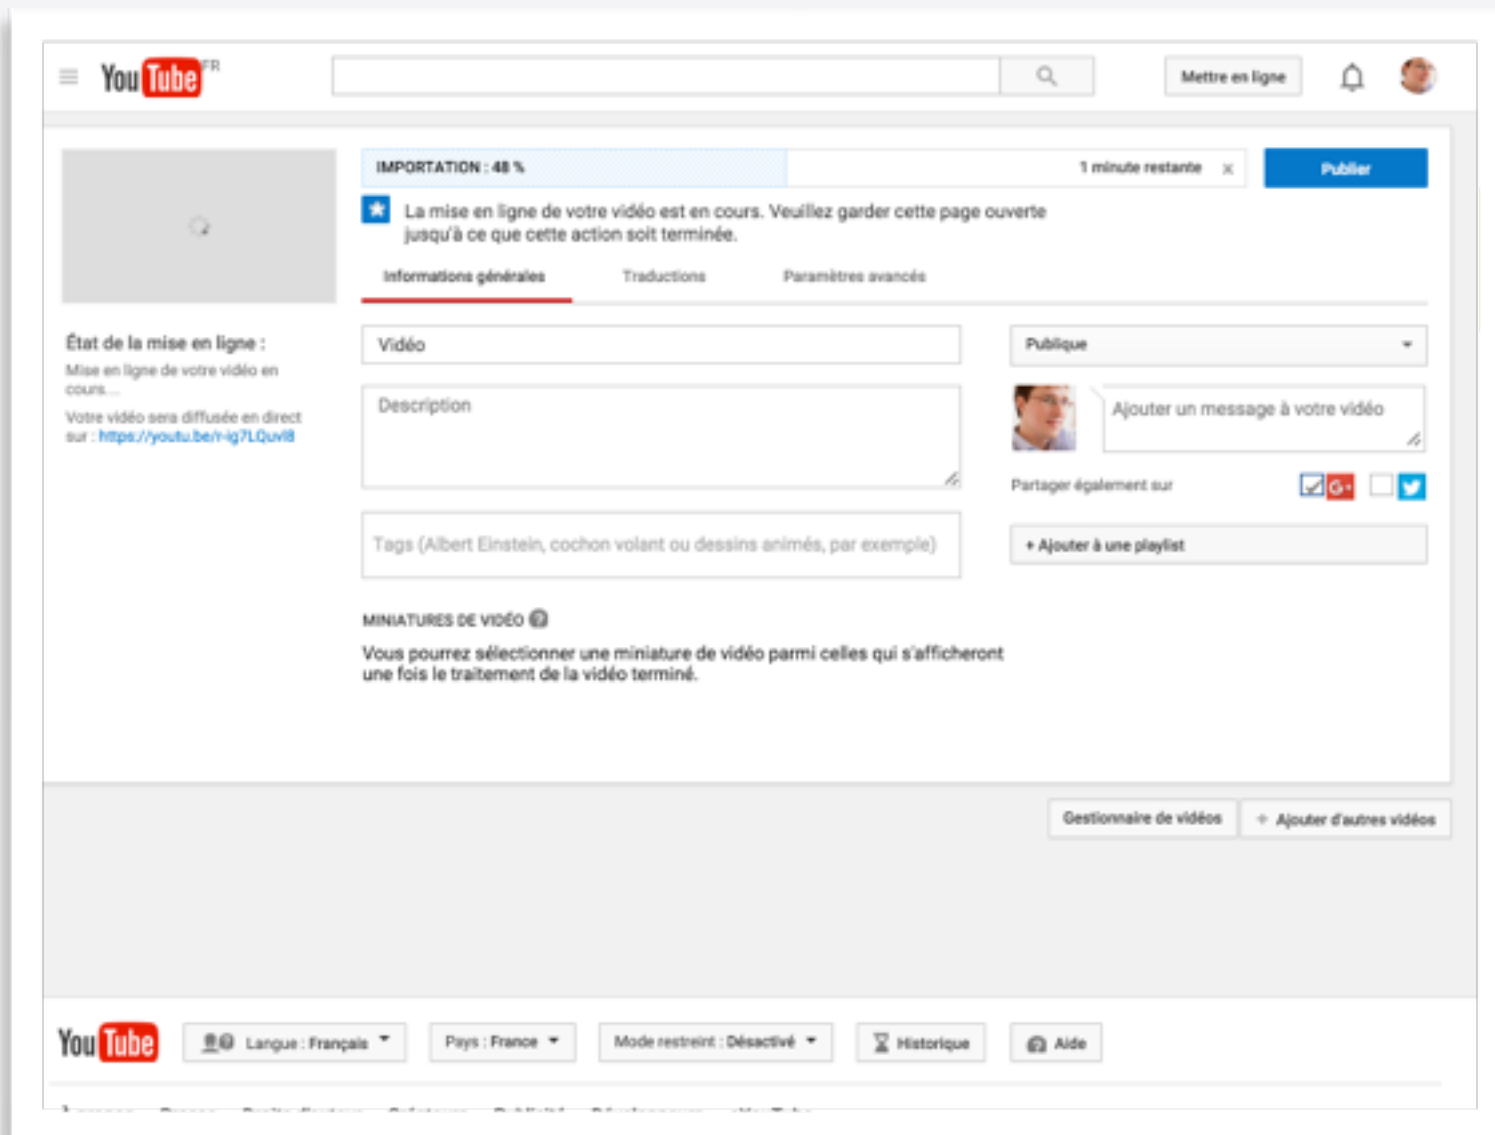 YouTube FR
Mettre en ligne
IMPORTATION : 48 %
1 minute restante x
Publier
La mise en ligne de votre vidéo est en cours. Veuillez garder cette page ouverte
jusqu'à ce que cette action soit terminée.
Informations générales Traductions Paramètres avancés
État de la mise en ligne :
Mise en ligne de votre vidéo en
cours...
Votre vidéo sera diffusée en direct
sur : https://youtu.be/r-ig7LQuvl8
Vidéo
Description
Tags (Albert Einstein, cochon volant ou dessins animés, par exemple)
Publique
Ajouter un message à votre vidéo
Partager également sur
G+
+ Ajouter à une playlist
MINIATURES DE VIDÉO ?
Vous pourrez sélectionner une miniature de vidéo parmi celles qui s'afficheront
une fois le traitement de la vidéo terminé.
Gestionnaire de vidéos + Ajouter d'autres vidéos
YouTube Langue : Français Pays : France Mode restreint : Désactivé Historique Aide